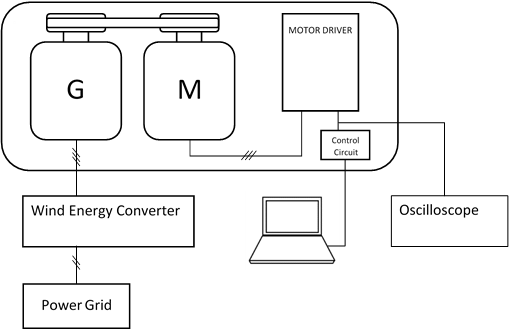 MOTOR DRIVER
G
M
Control
Circuit
Wind Energy Converter
Oscilloscope
Power Grid